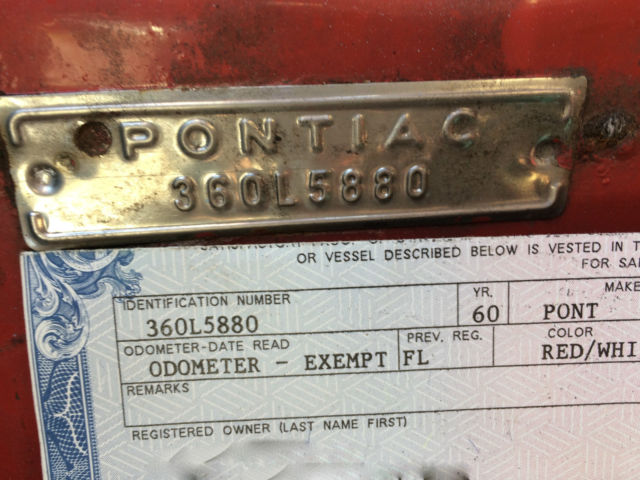 PONTIAC
360L5880
OR VESSEL DESCRIBED BELOW IS VESTED IN T
FOR SA
IDENTIFICATION NUMBER YR. MAKE
360L5880 60 PONT
ODOMETER-DATE READ PREV. REG. COLOR
ODOMETER - EXEMPT FL RED/WHI
REMARKS
REGISTERED OWNER (LAST NAME FIRST)